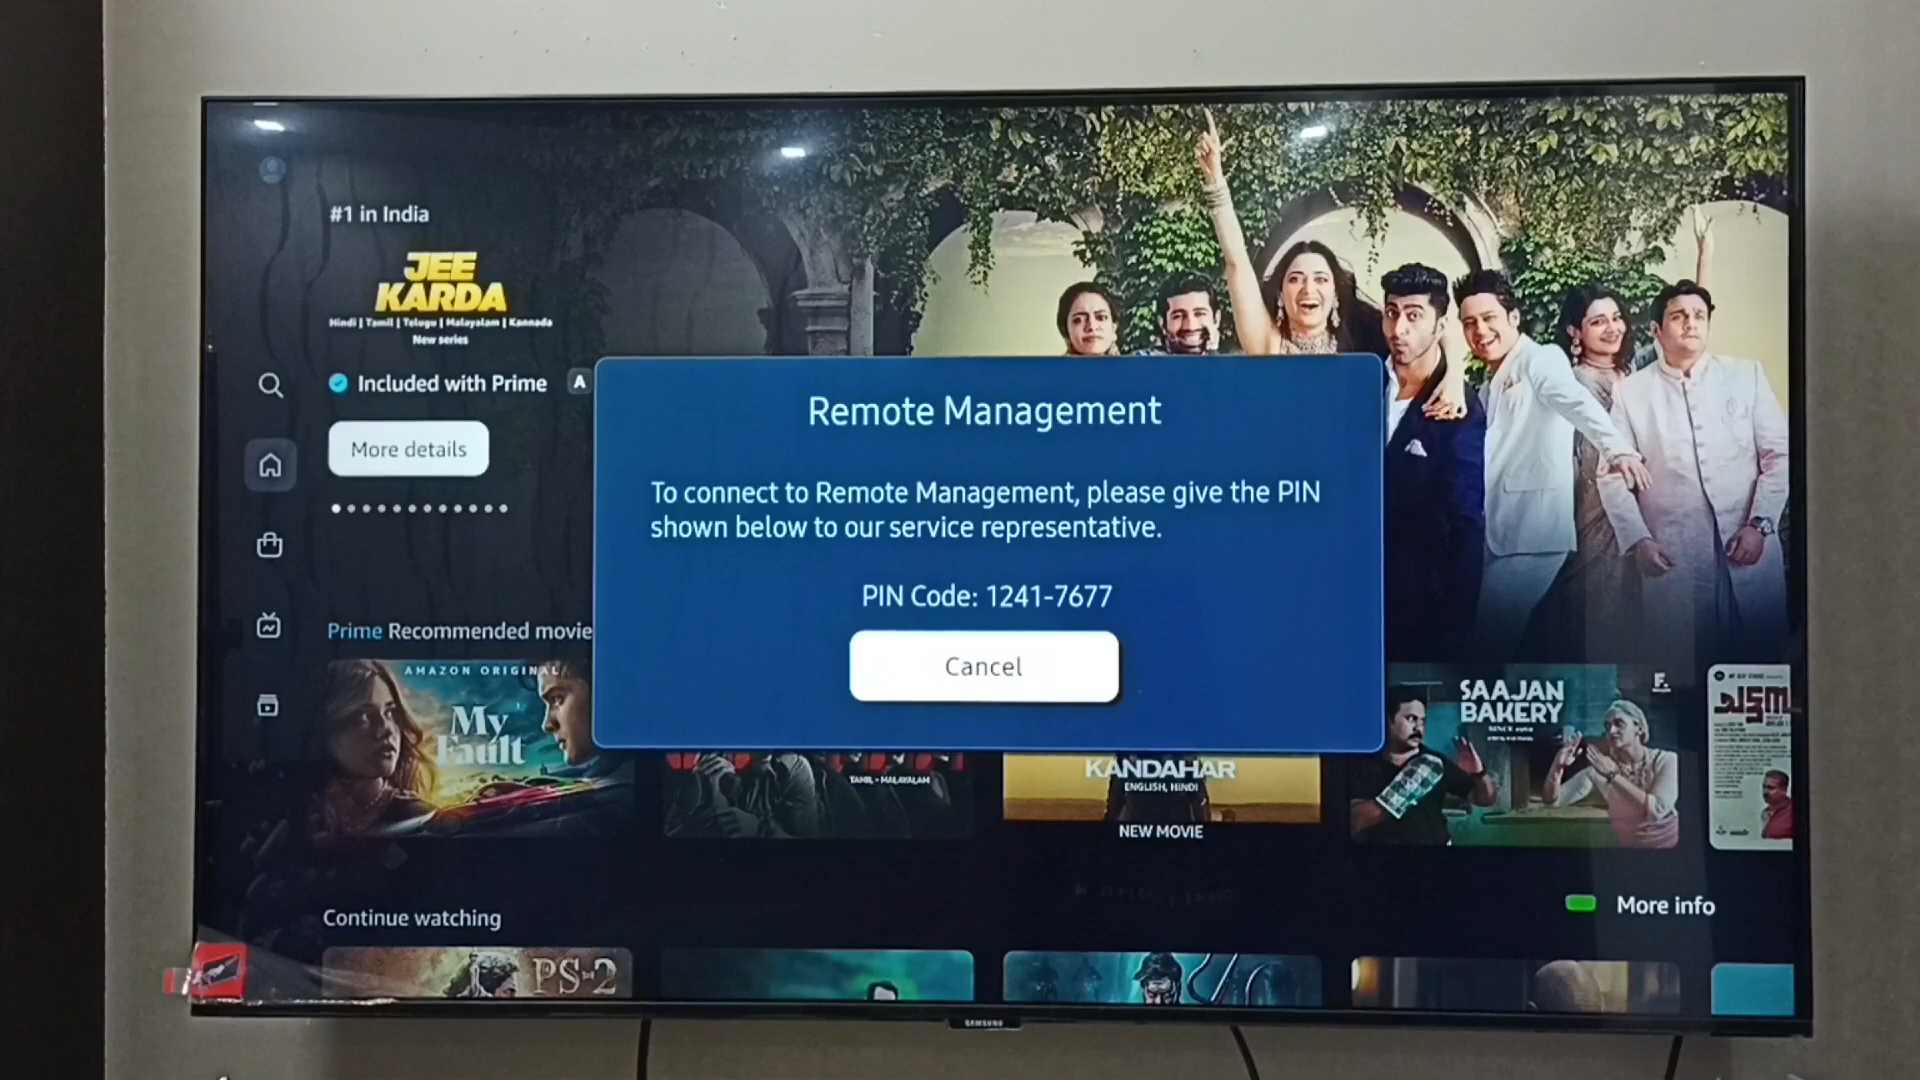 #1 in India
JEE
KARDA
Hindi | Tamil | Telugu | Malayalam | Kannada
New series
Included with Prime A
More details
Remote Management
To connect to Remote Management, please give the PIN
shown below to our service representative.
PIN Code: 1241-7677
Cancel
Prime Recommended movie
AMAZON ORIGINAL
My
Fault
TAMIL - MALAYALAM
KANDAHAR
ENGLISH, HINDI
NEW MOVIE
SAAJAN
BAKERY
SINCE 1962
F.
More info
Continue watching
PS-2
SAMSUNG